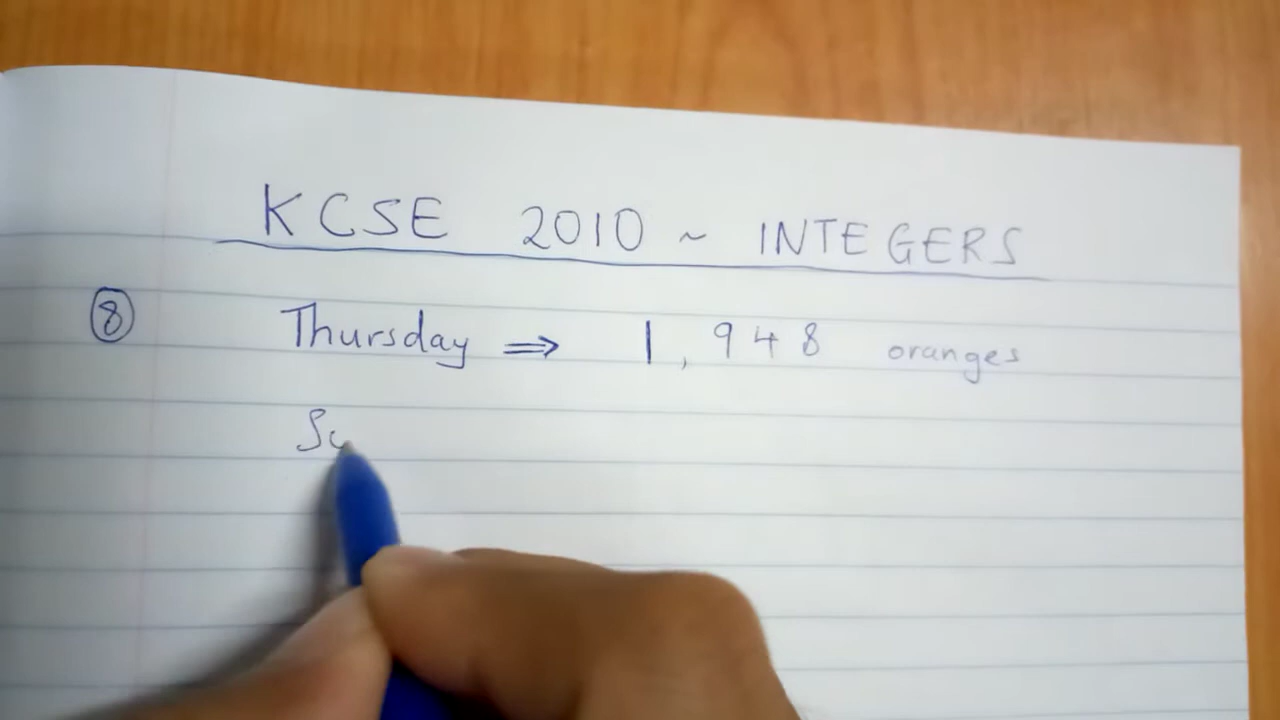 KCSE 2010 ~ INTEGERS
8 Thursday ⇒ 1,948 oranges